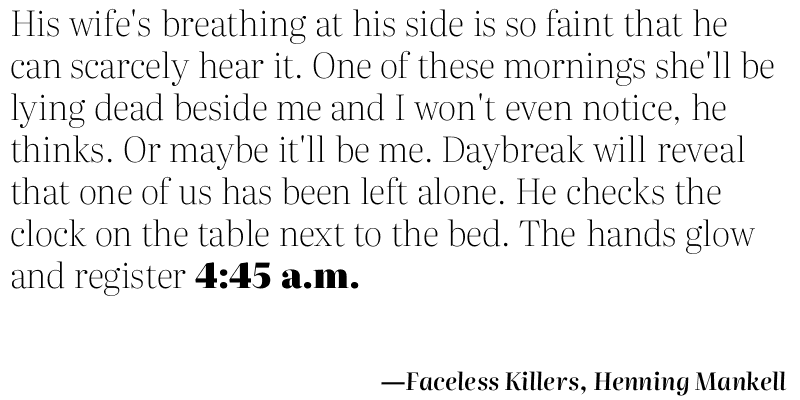 His wife's breathing at his side is so faint that he
can scarcely hear it. One of these mornings she'll be
lying dead beside me and I won't even notice, he
thinks. Or maybe it'll be me. Daybreak will reveal
that one of us has been left alone. He checks the
clock on the table next to the bed. The hands glow
and register 4:45 a.m.
—Faceless Killers, Henning Mankell